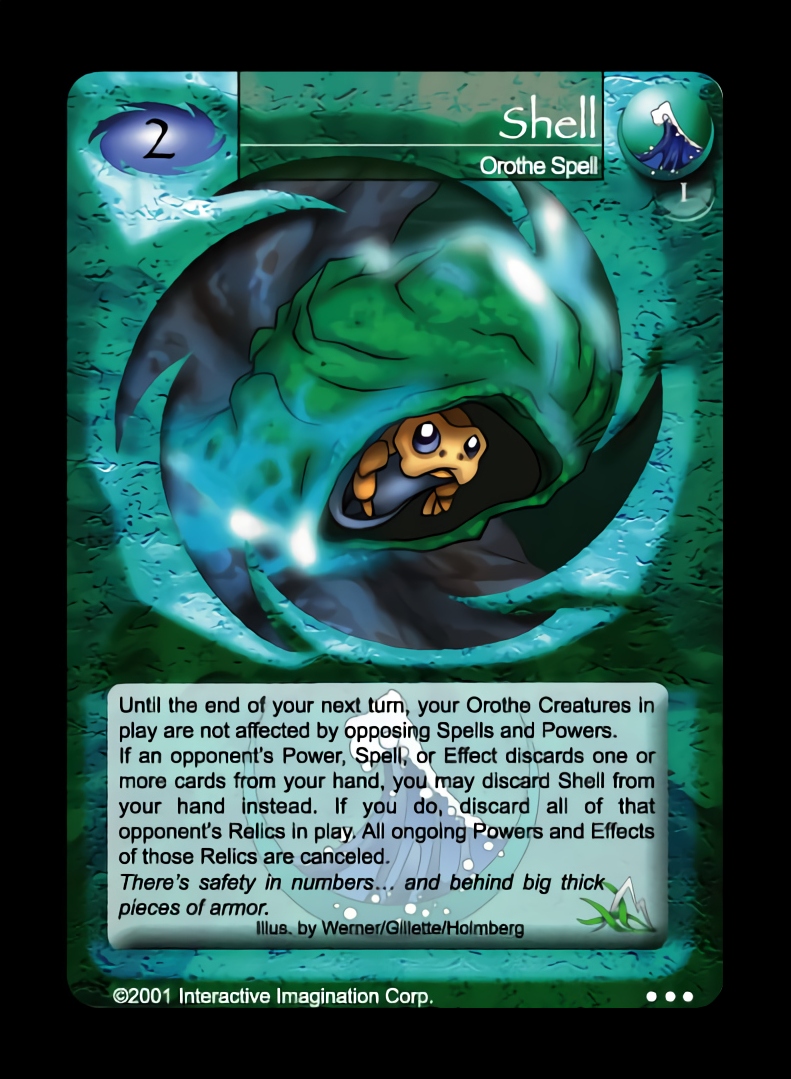 2
Shell
Orothe Spell
1
Until the end of your next turn, your Orothe Creatures in
play are not affected by opposing Spells and Powers.
If an opponent's Power, Spell, or Effect discards one or
more cards from your hand, you may discard Shell from
your hand instead. If you do, discard all of that
opponent's Relics in play. All ongoing Powers and Effects
of those Relics are canceled.
There's safety in numbers... and behind big thick
pieces of armor.
Illus. by Werner/Gillette/Holmberg
©2001 Interactive Imagination Corp.